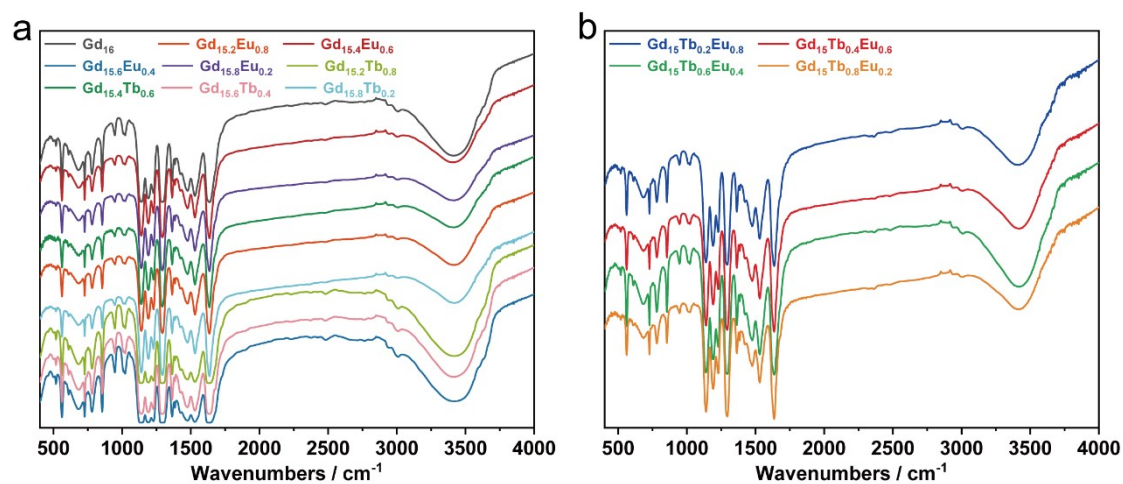 a
Gd16 Gd15.2Eu0.8 Gd15.4Eu0.6
Gd15.6Eu0.4 Gd15.8Eu0.2 Gd15.2Tb0.8
Gd15.4Tb0.6 Gd15.6Tb0.4 Gd15.8Tb0.2
500 1000 1500 2000 2500 3000 3500 4000
Wavenumbers / cm-1
b
Gd15Tb0.2Eu0.8 Gd15Tb0.4Eu0.6
Gd15Tb0.6Eu0.4 Gd15Tb0.8Eu0.2
500 1000 1500 2000 2500 3000 3500 4000
Wavenumbers / cm-1